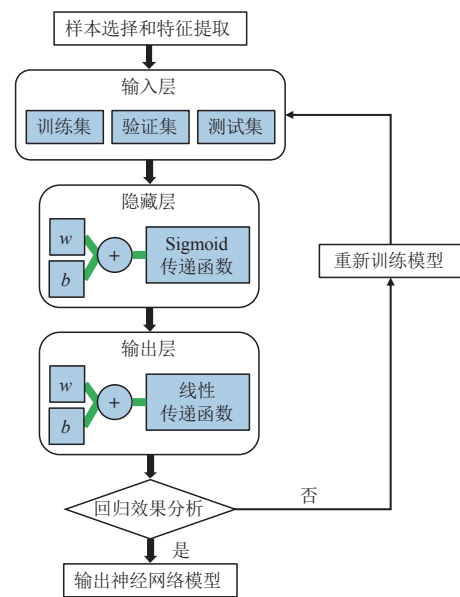 样本选择和特征提取
输入层
训练集 验证集 测试集
隐藏层
w
b
+
Sigmoid
传递函数
重新训练模型
输出层
w
b
+
线性
传递函数
回归效果分析
否
是
输出神经网络模型